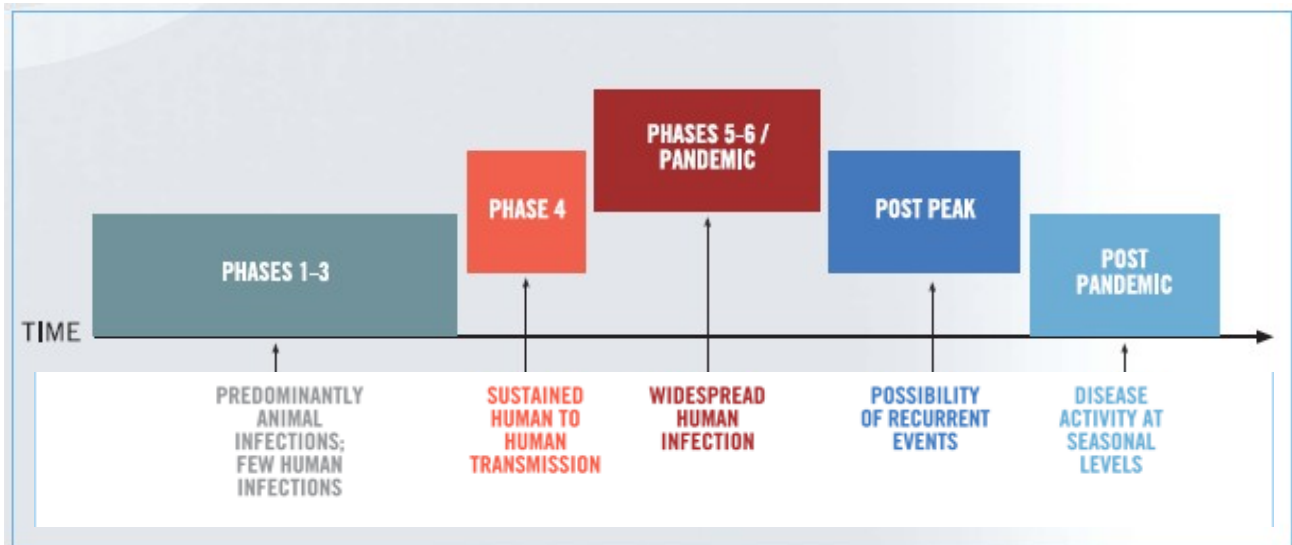 PHASES 5–6 /
PANDEMIC
PHASE 4
POST PEAK
PHASES 1–3
POST
PANDEMIC
TIME
PREDOMINANTLY
ANIMAL
INFECTIONS;
FEW HUMAN
INFECTIONS
SUSTAINED
HUMAN TO
HUMAN
TRANSMISSION
WIDESPREAD
HUMAN
INFECTION
POSSIBILITY
OF RECURRENT
EVENTS
DISEASE
ACTIVITY AT
SEASONAL
LEVELS